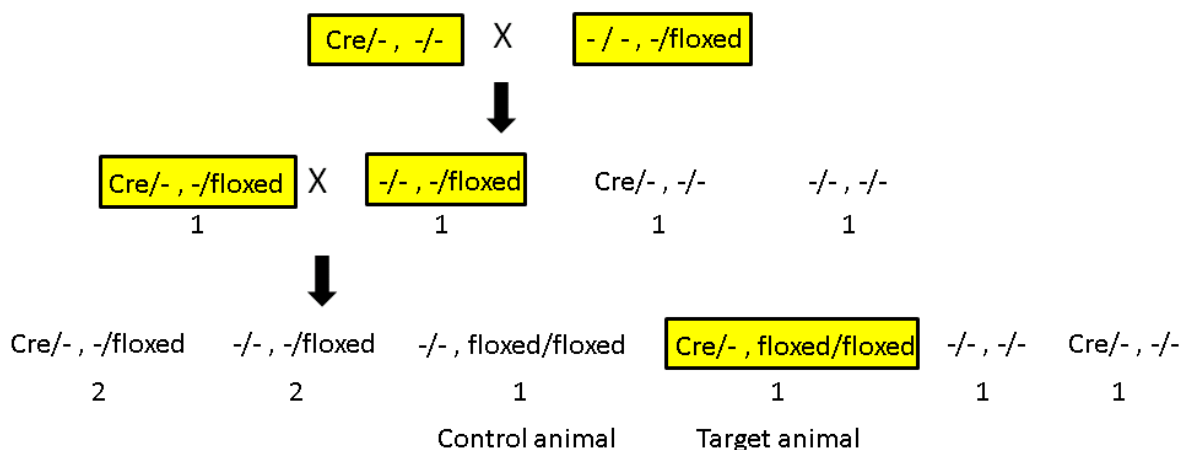 Cre/- , -/- X - / - , -/floxed
Cre/- , -/floxed X -/- , -/floxed Cre/- , -/- -/- , -/-
1 1 1 1
Cre/- , -/floxed -/- , -/floxed -/- , floxed/floxed Cre/- , floxed/floxed -/- , -/- Cre/- , -/-
2 2 1 1 1 1
Control animal Target animal